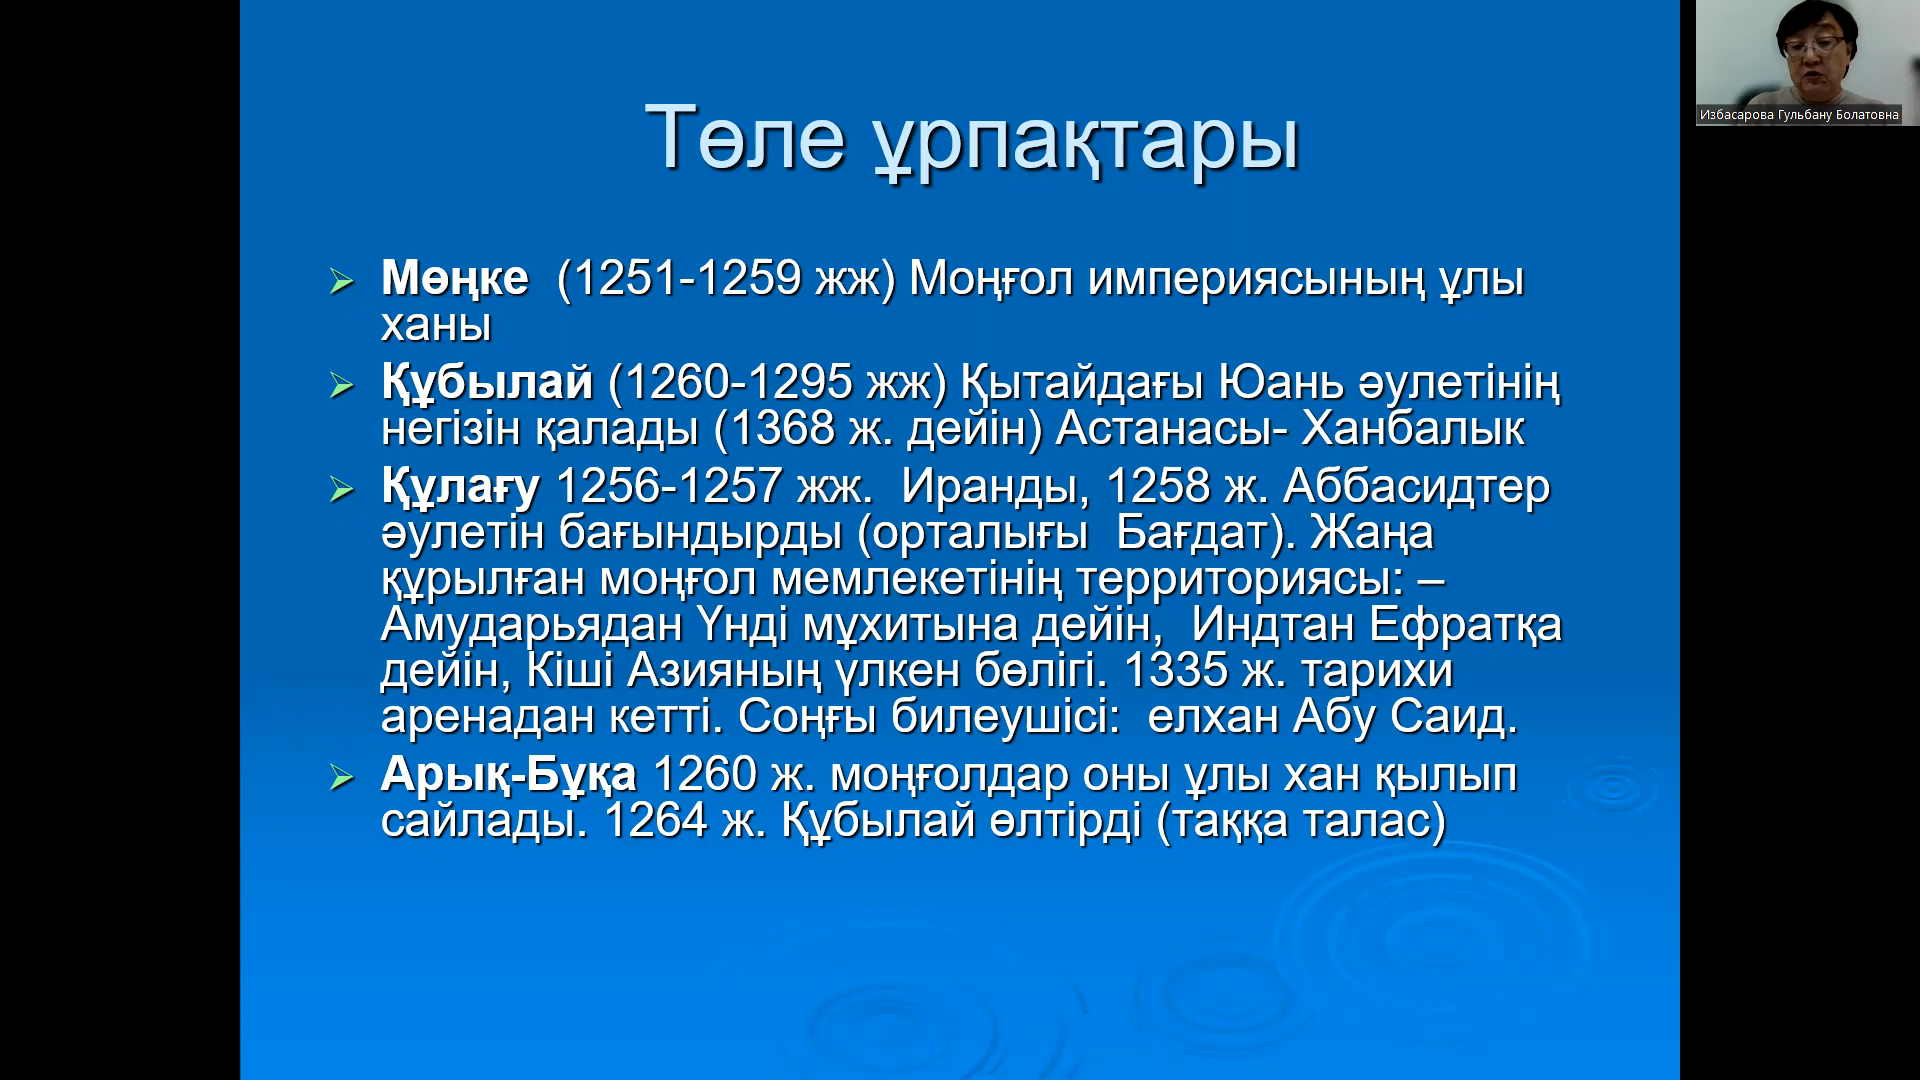 Төле ұрпақтары
Мөңке (1251-1259 жж) Моңғол империясының ұлы
ханы
Құбылай (1260-1295 жж) Қытайдағы Юань әулетінің
негізін қалады (1368 ж. дейін) Астанасы- Ханбалык
Құлағу 1256-1257 жж. Иранды, 1258 ж. Аббасидтер
әулетін бағындырды (орталығы Бағдат). Жаңа
құрылған моңғол мемлекетінің территориясы: –
Амударьядан Үнді мұхитына дейін, Индтан Ефратқа
дейін, Кіші Азияның үлкен бөлігі. 1335 ж. тарихи
аренадан кетті. Соңғы билеушісі: елхан Абу Саид.
Арық-Бұқа 1260 ж. моңғолдар оны ұлы хан қылып
сайлады. 1264 ж. Құбылай өлтірді (таққа талас)
Избасарова Гульбану Болатовна